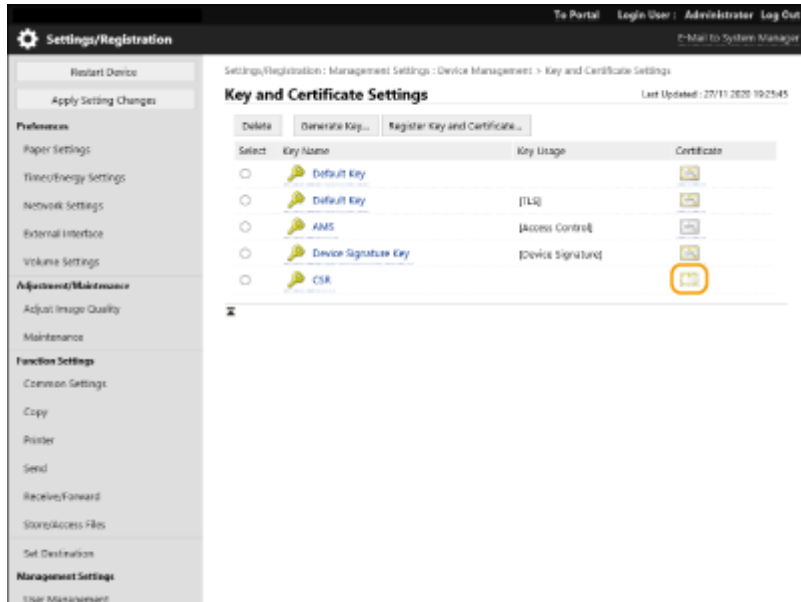 To Portal Login User : Administrator Log Out
Settings/Registration
E-Mail to System Manager
Restart Device
Apply Setting Changes
Preferences
Paper Settings
Timer/Energy Settings
Network Settings
External Interface
Volume Settings
Adjustment/Maintenance
Adjust Image Quality
Maintenance
Function Settings
Common Settings
Copy
Printer
Send
Receive/Forward
Store/Access Files
Set Destination
Management Settings
User Management
Settings/Registration : Management Settings : Device Management > Key and Certificate Settings
Key and Certificate Settings
Last Updated : 27/11 2020 19:25:45
Delete Generate Key... Register Key and Certificate...
Select Key Name Key Usage Certificate
Default Key
Default Key [TLS]
AMS [Access Control]
Device Signature Key [Device Signature]
CSR